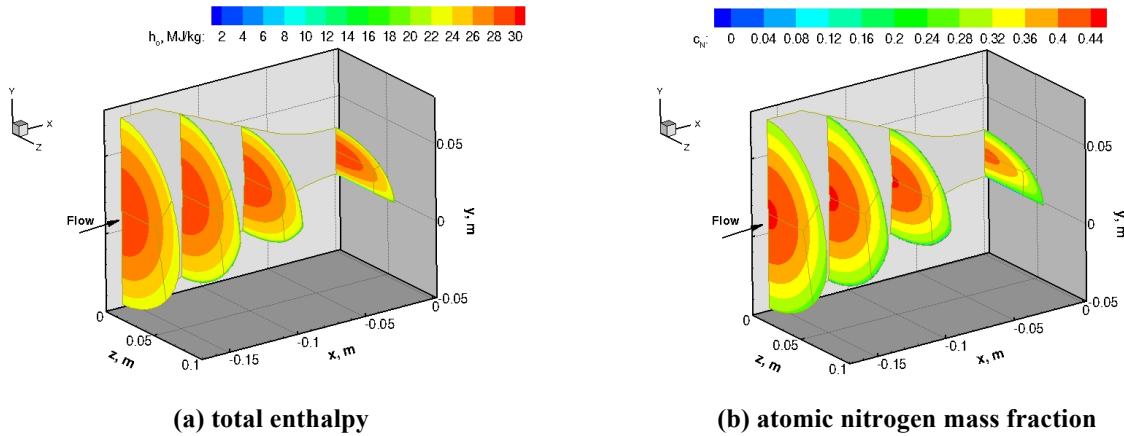 h₀, MJ/kg: 2 4 6 8 10 12 14 16 18 20 22 24 26 28 30
Y
X
Z
Flow
0.05
0
-0.05
y, m
0
0.05
0.1
z, m
-0.15
-0.1
-0.05
0
x, m
(a) total enthalpy
c_N: 0 0.04 0.08 0.12 0.16 0.2 0.24 0.28 0.32 0.36 0.4 0.44
Y
X
Z
Flow
0.05
0
-0.05
y, m
0
0.05
0.1
z, m
-0.15
-0.1
-0.05
0
x, m
(b) atomic nitrogen mass fraction